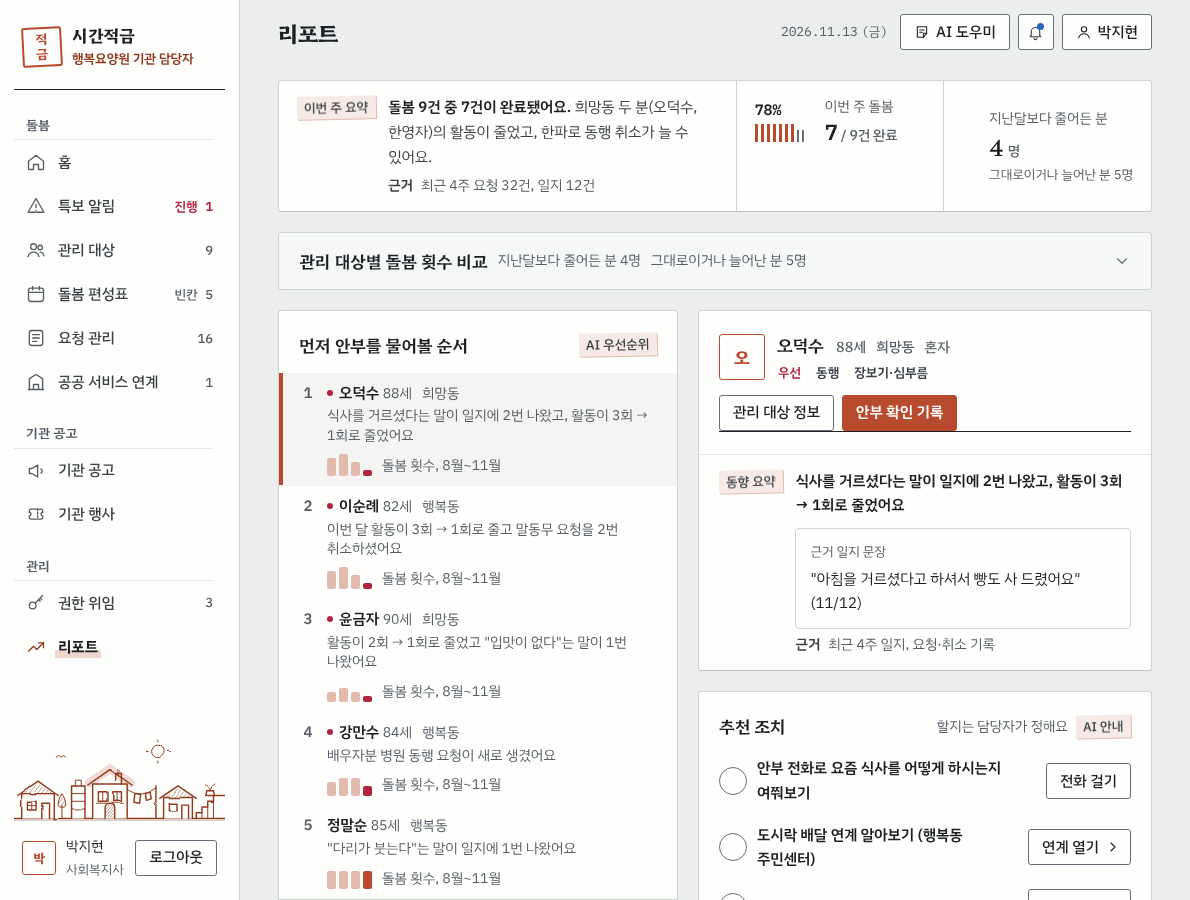 적금
시간적금
행복요양원 기관 담당자
돌봄
홈
특보 알림 진행 1
관리 대상 9
돌봄 편성표 빈칸 5
요청 관리 16
공공 서비스 연계 1
기관 공고
기관 공고
기관 행사
관리
권한 위임 3
리포트
박
박지현
사회복지사
로그아웃
리포트
2026.11.13 (금)
AI 도우미
박지현
이번 주 요약
돌봄 9건 중 7건이 완료됐어요. 희망동 두 분(오덕수,
한영자)의 활동이 줄었고, 한파로 동행 취소가 늘 수
있어요.
근거 최근 4주 요청 32건, 일지 12건
78%
이번 주 돌봄
7 / 9건 완료
지난달보다 줄어든 분
4 명
그대로이거나 늘어난 분 5명
관리 대상별 돌봄 횟수 비교 지난달보다 줄어든 분 4명 그대로이거나 늘어난 분 5명
먼저 안부를 물어볼 순서
AI 우선순위
1 오덕수 88세 희망동
식사를 거르셨다는 말이 일지에 2번 나왔고, 활동이 3회 →
1회로 줄었어요
돌봄 횟수, 8월~11월
2 이순례 82세 행복동
이번 달 활동이 3회 → 1회로 줄고 말동무 요청을 2번
취소하셨어요
돌봄 횟수, 8월~11월
3 윤금자 90세 희망동
활동이 2회 → 1회로 줄었고 "입맛이 없다"는 말이 1번
나왔어요
돌봄 횟수, 8월~11월
4 강만수 84세 행복동
배우자분 병원 동행 요청이 새로 생겼어요
돌봄 횟수, 8월~11월
5 정말순 85세 행복동
"다리가 붓는다"는 말이 일지에 1번 나왔어요
돌봄 횟수, 8월~11월
오
오덕수 88세 희망동 혼자
우선 동행 장보기·심부름
관리 대상 정보
안부 확인 기록
동향 요약
식사를 거르셨다는 말이 일지에 2번 나왔고, 활동이 3회
→ 1회로 줄었어요
근거 일지 문장
"아침을 거르셨다고 하셔서 빵도 사 드렸어요"
(11/12)
근거 최근 4주 일지, 요청·취소 기록
추천 조치
할지는 담당자가 정해요
AI 안내
안부 전화로 요즘 식사를 어떻게 하시는지
여쭤보기
전화 걸기
도시락 배달 연계 알아보기 (행복동
주민센터)
연계 열기